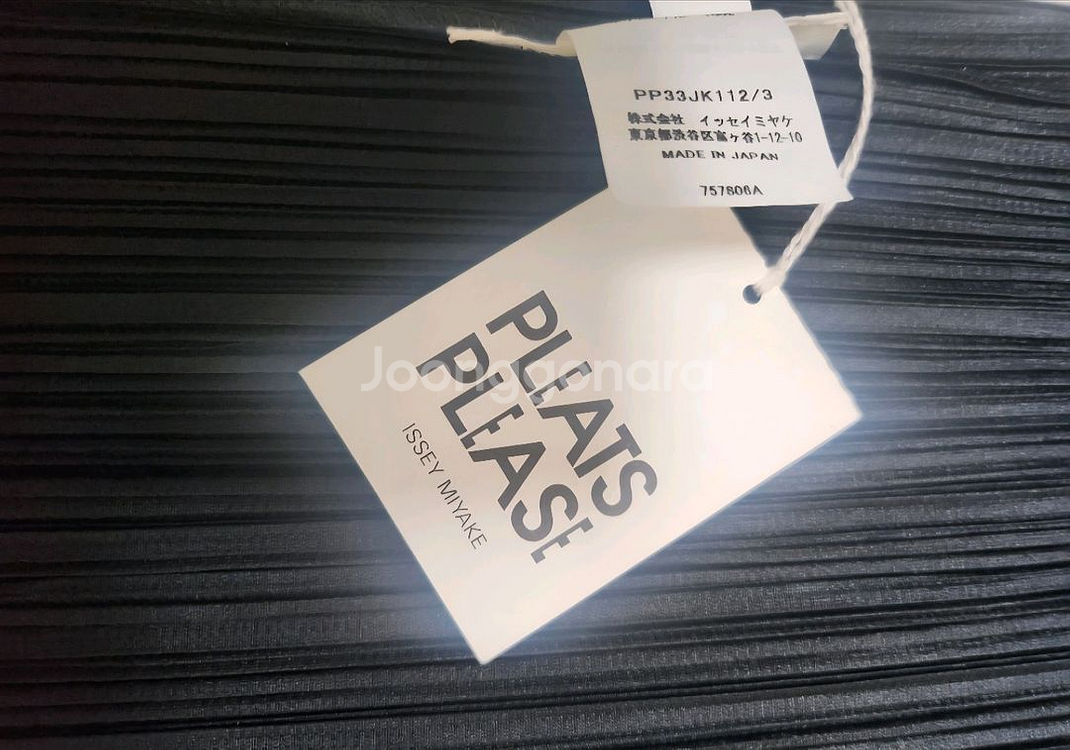 PP33JK112/3
株式会社 イッセイミヤケ
東京都渋谷区富ヶ谷1-12-10
MADE IN JAPAN
757806A
PLEATS
PLEASE
ISSEY MIYAKE
Joonggonara